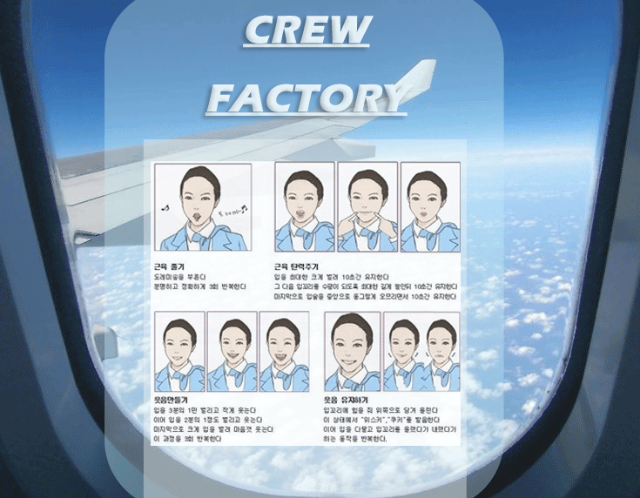 CREW
FACTORY
도레미~
근육 풀기
도레미송을 부른다
분명하고 정확하게 3회 반복한다
근육 탄력주기
입을 최대한 크게 벌려 10초간 유지한다
그 다음 입꼬리를 수평이 되도록 최대한 길게 당긴뒤 10초간 유지한다
마지막으로 입술을 중앙으로 동그랗게 오므리면서 10초간 유지한다
웃음만들기
입을 3분의 1만 벌리고 작게 웃는다
이어 입을 2분의 1정도 벌리고 웃는다
마지막으로 크게 입을 벌려 마음껏 웃는다
이 과정을 3회 반복한다
웃음 유지하기
입꼬리에 힘을 줘 위쪽으로 당겨 올린다
이 상태에서 "위스키","쿠키"를 발음한다
이어 입을 다물고 입꼬리를 올렸다가 내렸다가
하는 동작을 반복한다.